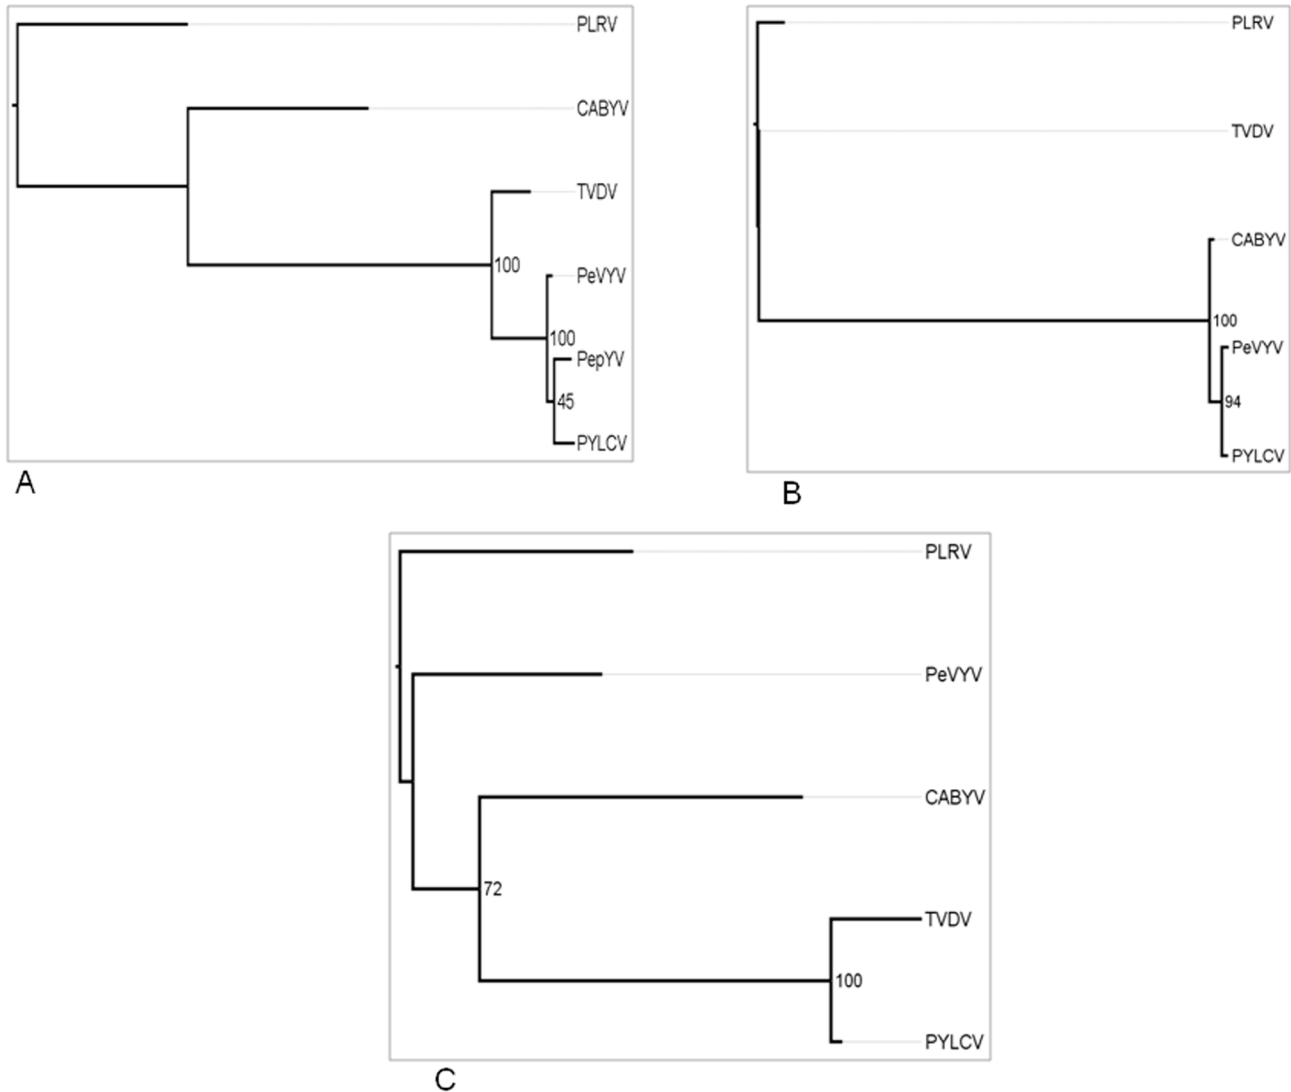 PLRV
CABYV
TVDV
100
PeVYV
100
PepYV
45
PYLCV
A
PLRV
TVDV
CABYV
100
PeVYV
94
PYLCV
B
PLRV
PeVYV
CABYV
72
TVDV
100
PYLCV
C